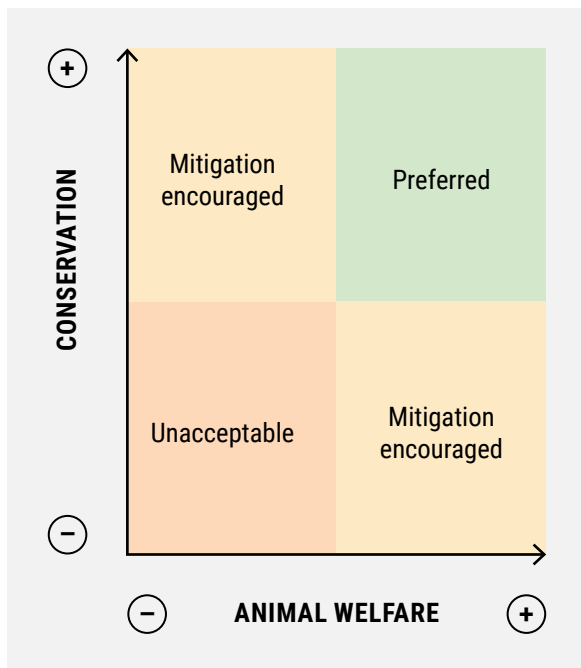 +
Mitigation
encouraged
Preferred
CONSERVATION
Unacceptable
Mitigation
encouraged
−
− ANIMAL WELFARE +